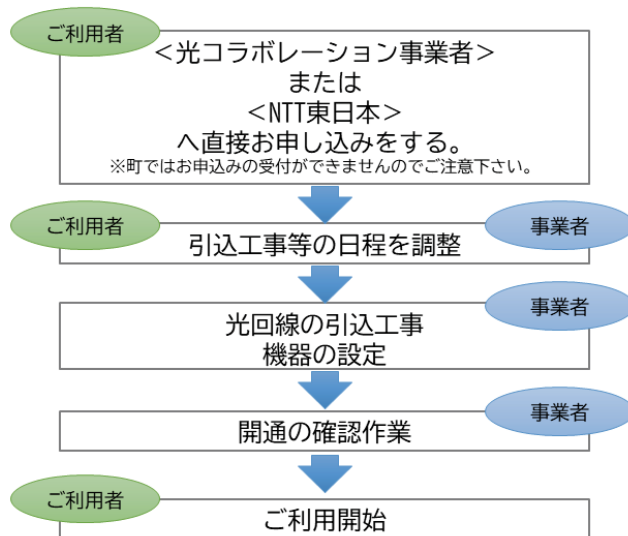 ご利用者
<光コラボレーション事業者>
または
<NTT東日本>
へ直接お申し込みをする。
※町ではお申込みの受付ができませんのでご注意下さい。
ご利用者
事業者
引込工事等の日程を調整
事業者
光回線の引込工事
機器の設定
事業者
開通の確認作業
ご利用者
ご利用開始